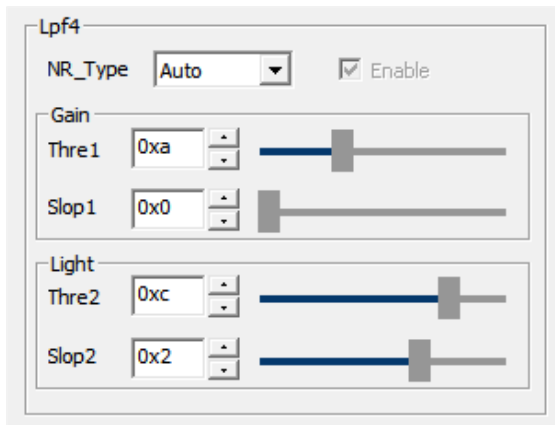 Lpf4
NR_Type Auto Enable
Gain
Thre1 0xa
Slop1 0x0
Light
Thre2 0xc
Slop2 0x2